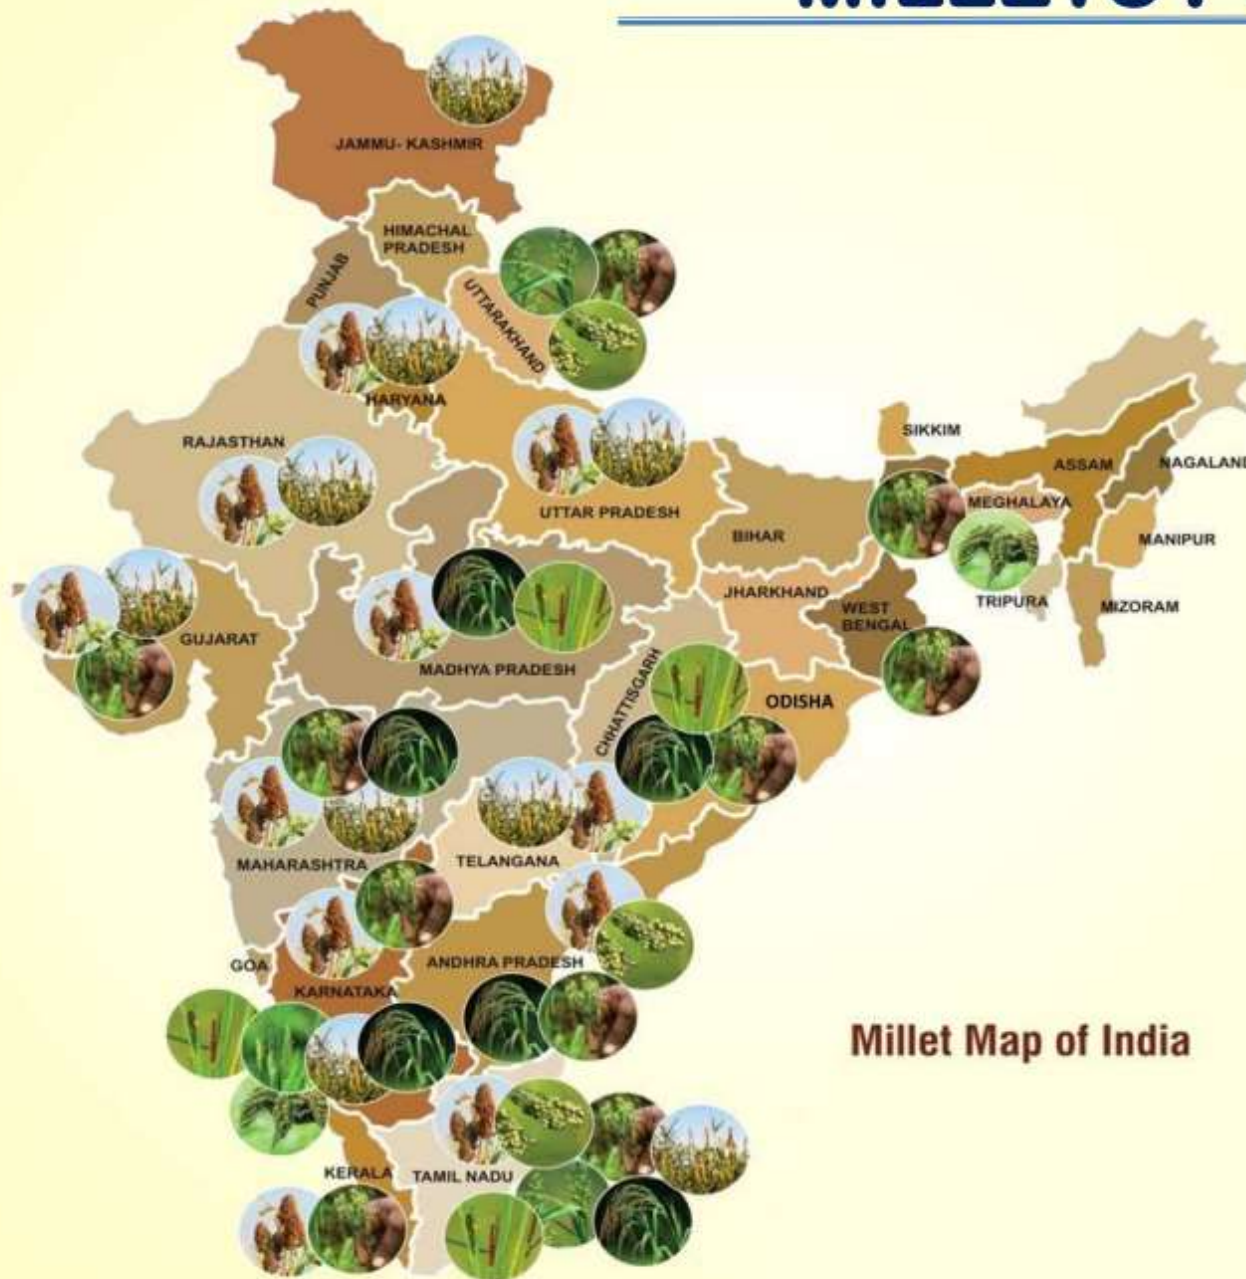 JAMMU- KASHMIR
HIMACHAL
PRADESH
PUNJAB
UTTARAKHAND
HARYANA
RAJASTHAN
UTTAR PRADESH
SIKKIM
ASSAM
NAGALAND
MEGHALAYA
MANIPUR
BIHAR
JHARKHAND
WEST
BENGAL
TRIPURA
MIZORAM
GUJARAT
MADHYA PRADESH
CHHATTISGARH
ODISHA
MAHARASHTRA
TELANGANA
GOA
ANDHRA PRADESH
KARNATAKA
Millet Map of India
KERALA
TAMIL NADU